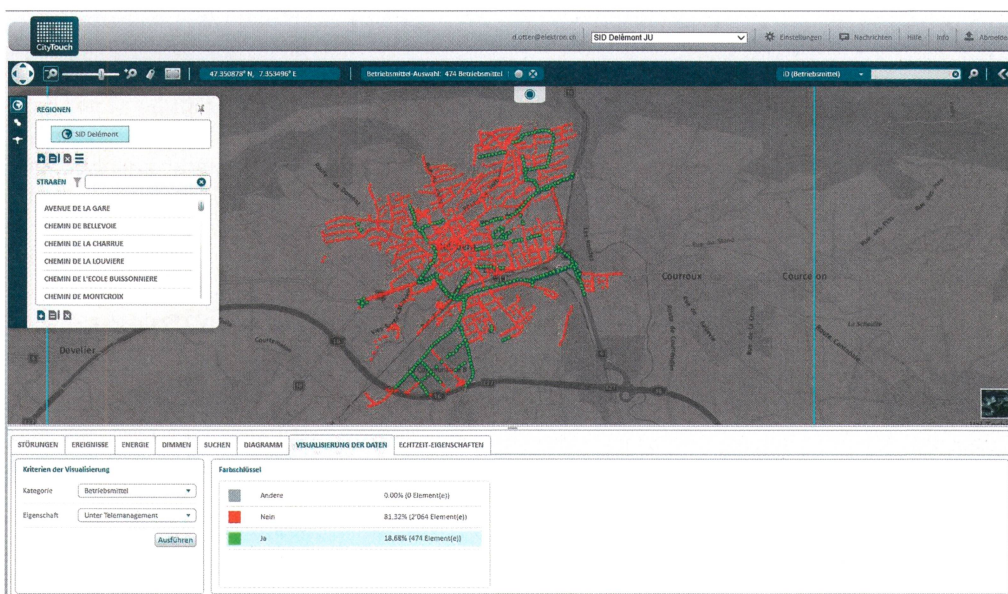 d.otter@elektron.ch SID Delémont JU Einstellungen Nachrichten Hilfe Info Abmelden
CityTouch
47.350878° N, 7.353496° E Betriebsmittel-Auswahl: 474 Betriebsmittel ID (Betriebsmittel)
REGIONEN
SID Delémont
STRAßEN
AVENUE DE LA GARE
CHEMIN DE BELLEVOIE
CHEMIN DE LA CHARRUE
CHEMIN DE LA LOUVIERE
CHEMIN DE L'ECOLE BUISSONNIERE
CHEMIN DE MONTCROIX
Courroux
Courcelon
Develier
STÖRUNGEN EREIGNISSE ENERGIE DIMMEN SUCHEN DIAGRAMM VISUALISIERUNG DER DATEN ECHTZEIT-EIGENSCHAFTEN
Kriterien der Visualisierung
Kategorie Betriebsmittel
Eigenschaft Unter Telemanagement
Ausführen
Farbschlüssel
Andere 0.00% (0 Element(e))
Nein 81.32% (2'064 Element(e))
Ja 18.68% (474 Element(e))